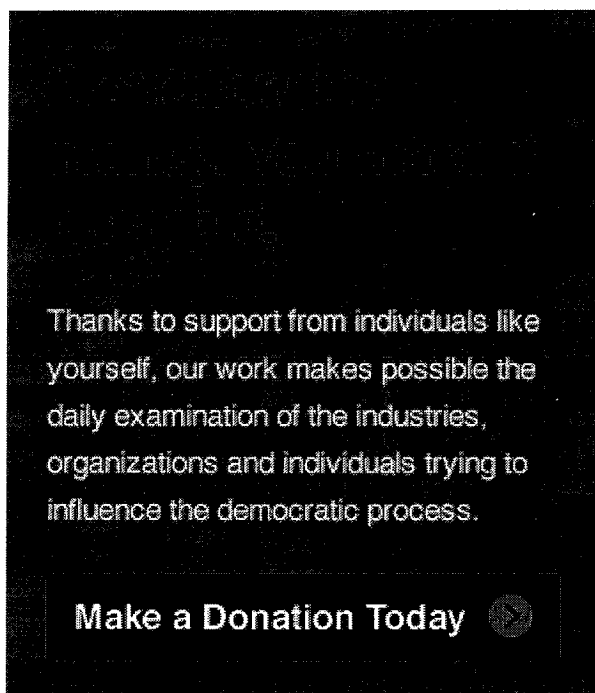 Thanks to support from individuals like
yourself, our work makes possible the
daily examination of the industries,
organizations and individuals trying to
influence the democratic process.
Make a Donation Today